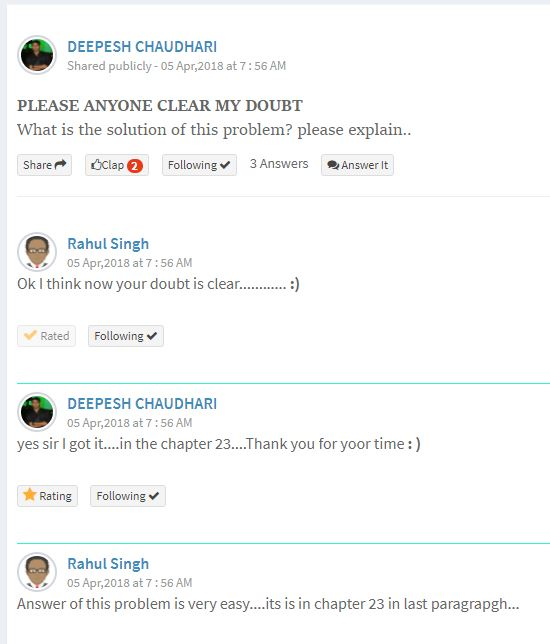 DEEPESH CHAUDHARI
Shared publicly - 05 Apr,2018 at 7 : 56 AM
PLEASE ANYONE CLEAR MY DOUBT
What is the solution of this problem? please explain..
Share Clap 2 Following 3 Answers Answer It
Rahul Singh
05 Apr,2018 at 7 : 56 AM
Ok I think now your doubt is clear............ :)
Rated Following
DEEPESH CHAUDHARI
05 Apr,2018 at 7 : 56 AM
yes sir I got it....in the chapter 23....Thank you for yoor time : )
Rating Following
Rahul Singh
05 Apr,2018 at 7 : 56 AM
Answer of this problem is very easy....its is in chapter 23 in last paragrapgh...